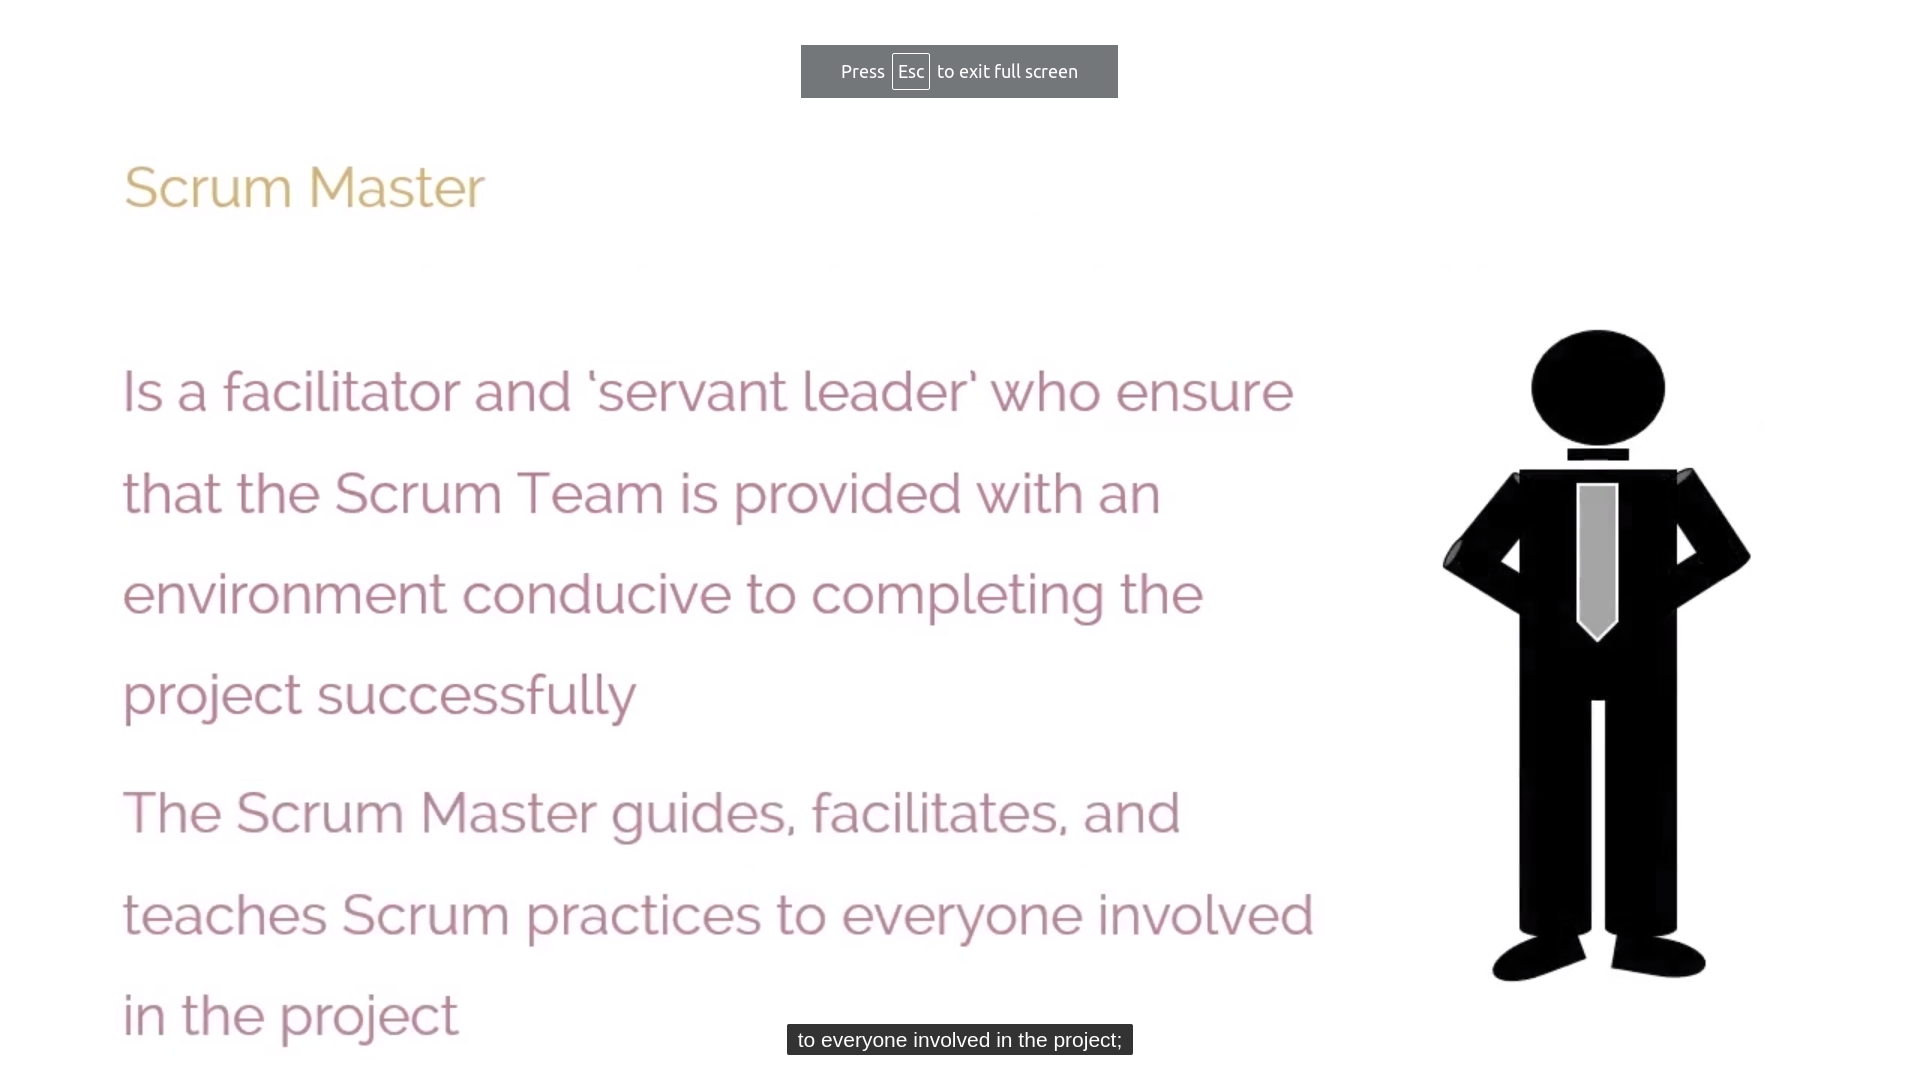 Press Esc to exit full screen
Scrum Master
Is a facilitator and ‘servant leader’ who ensure
that the Scrum Team is provided with an
environment conducive to completing the
project successfully
The Scrum Master guides, facilitates, and
teaches Scrum practices to everyone involved
in the project
to everyone involved in the project;